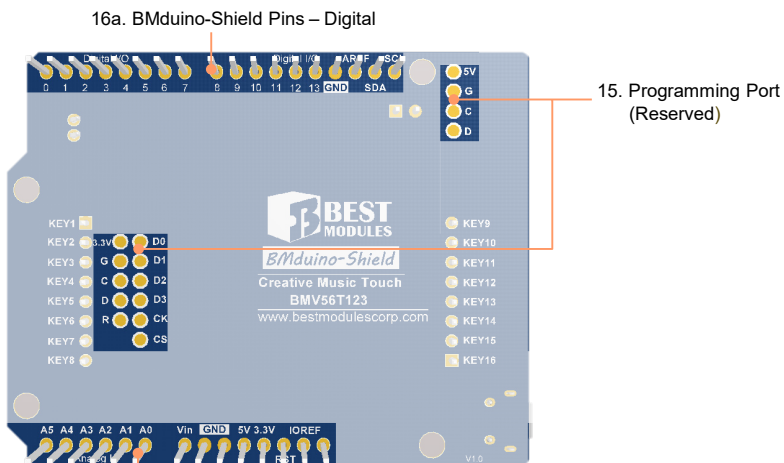 16a. BMduino-Shield Pins – Digital
Digital I/O Digital I/O AREF SCL
0 1 2 3 4 5 6 7 8 9 10 11 12 13 GND SDA
5V
G
C
D
15. Programming Port
(Reserved)
KEY1
KEY2
KEY3
KEY4
KEY5
KEY6
KEY7
KEY8
3.3V D0
G D1
C D2
D D3
R CK
CS
BEST
MODULES
BMduino-Shield
Creative Music Touch
BMV56T123
www.bestmodulescorp.com
KEY9
KEY10
KEY11
KEY12
KEY13
KEY14
KEY15
KEY16
A5 A4 A3 A2 A1 A0 Vin GND 5V 3.3V IOREF
Analog RST V1.0